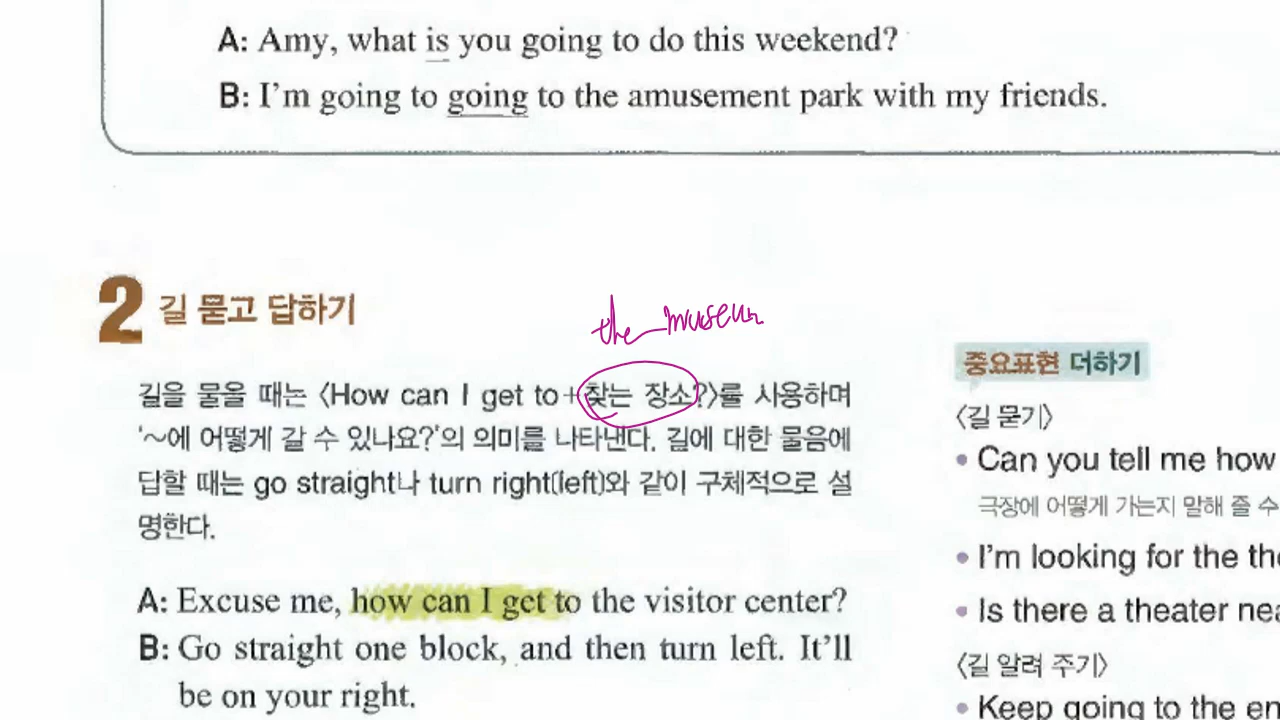 A: Amy, what is you going to do this weekend?
B: I'm going to going to the amusement park with my friends.
2 길 묻고 답하기
the museum
길을 물을 때는 〈How can I get to+찾는 장소?〉를 사용하며
'~에 어떻게 갈 수 있나요?'의 의미를 나타낸다. 길에 대한 물음에
답할 때는 go straight나 turn right(left)와 같이 구체적으로 설
명한다.
A: Excuse me, how can I get to the visitor center?
B: Go straight one block, and then turn left. It'll
be on your right.
중요표현 더하기
〈길 묻기〉
• Can you tell me how
극장에 어떻게 가는지 말해 줄 수
• I'm looking for the
• Is there a theater
〈길 알려 주기〉
• Keep going to the